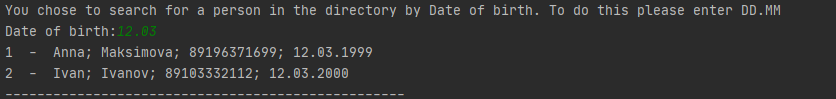 You chose to search for a person in the directory by Date of birth. To do this please enter DD.MM
Date of birth:12.03
1  -  Anna; Maksimova; 89196371699; 12.03.1999
2  -  Ivan; Ivanov; 89103332112; 12.03.2000
--------------------------------------------------